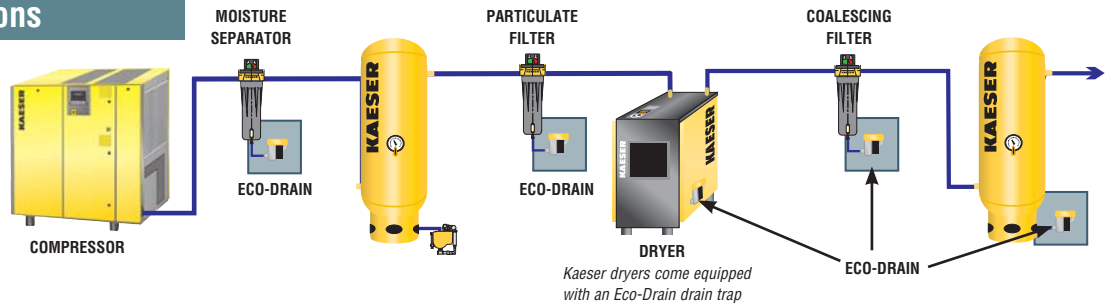 ons
MOISTURE
SEPARATOR
PARTICULATE
FILTER
COALESCING
FILTER
KAESER
KAESER
KAESER
KAESER
KAESER
ECO-DRAIN
ECO-DRAIN
COMPRESSOR
DRYER
Kaeser dryers come equipped
with an Eco-Drain drain trap
ECO-DRAIN